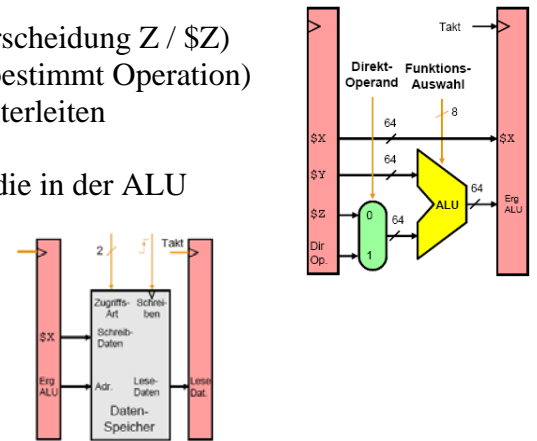 rscheidung Z / $Z)
bestimmt Operation)
terleiten
die in der ALU
Takt
Direkt-
Operand
Funktions-
Auswahl
8
64
$X
$X
64
$Y
64
ALU
Erg
ALU
$Z
0
64
Dir
Op.
1
2
Takt
Zugriffs-
Art
Schrei-
ben
$X
Schreib-
Daten
Erg
ALU
Adr.
Lese-
Daten
Lese
Dat.
Daten-
Speicher